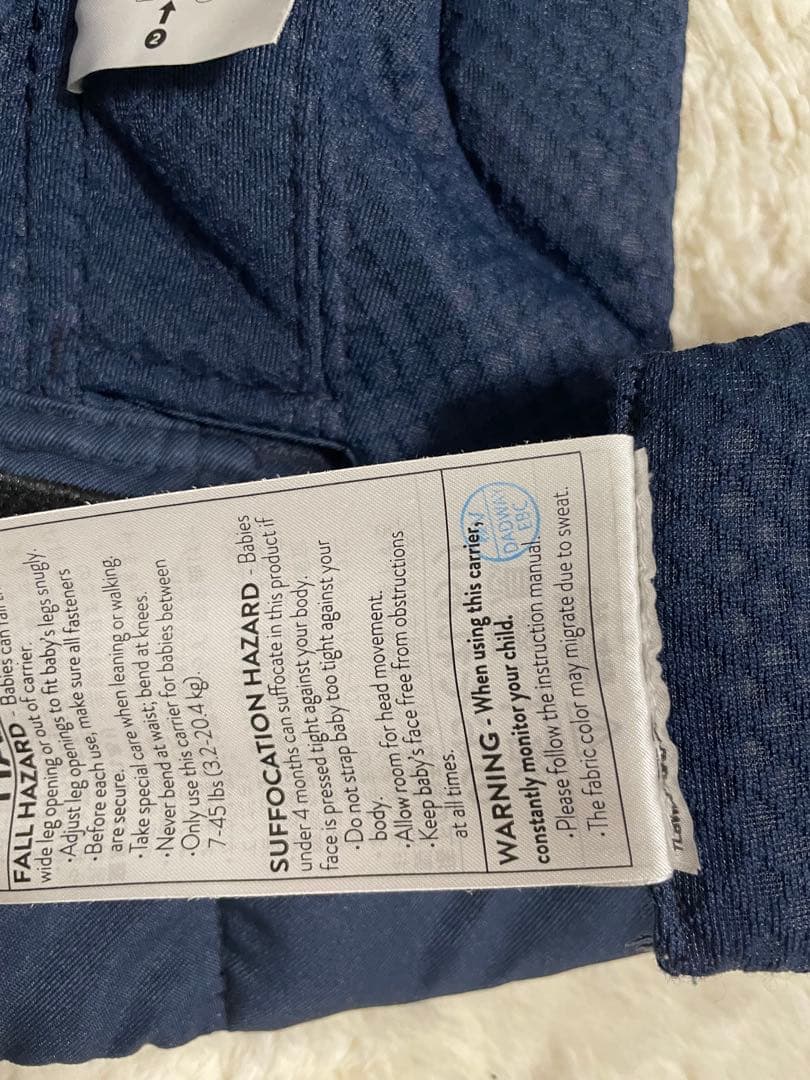 2
FALL HAZARD - Babies can fall
wide leg opening or out of carrier.
·Adjust leg openings to fit baby's legs snugly.
·Before each use, make sure all fasteners
are secure.
·Take special care when leaning or walking.
·Never bend at waist; bend at knees.
·Only use this carrier for babies between
7-45 lbs (3.2-20.4 kg).
SUFFOCATION HAZARD - Babies
under 4 months can suffocate in this product if
face is pressed tight against your body.
·Do not strap baby too tight against your
body.
·Allow room for head movement.
·Keep baby's face free from obstructions
at all times.
WARNING - When using this carrier,
constantly monitor your child.
·Please follow the instruction manual.
·The fabric color may migrate due to sweat.
DADWAY
EBC